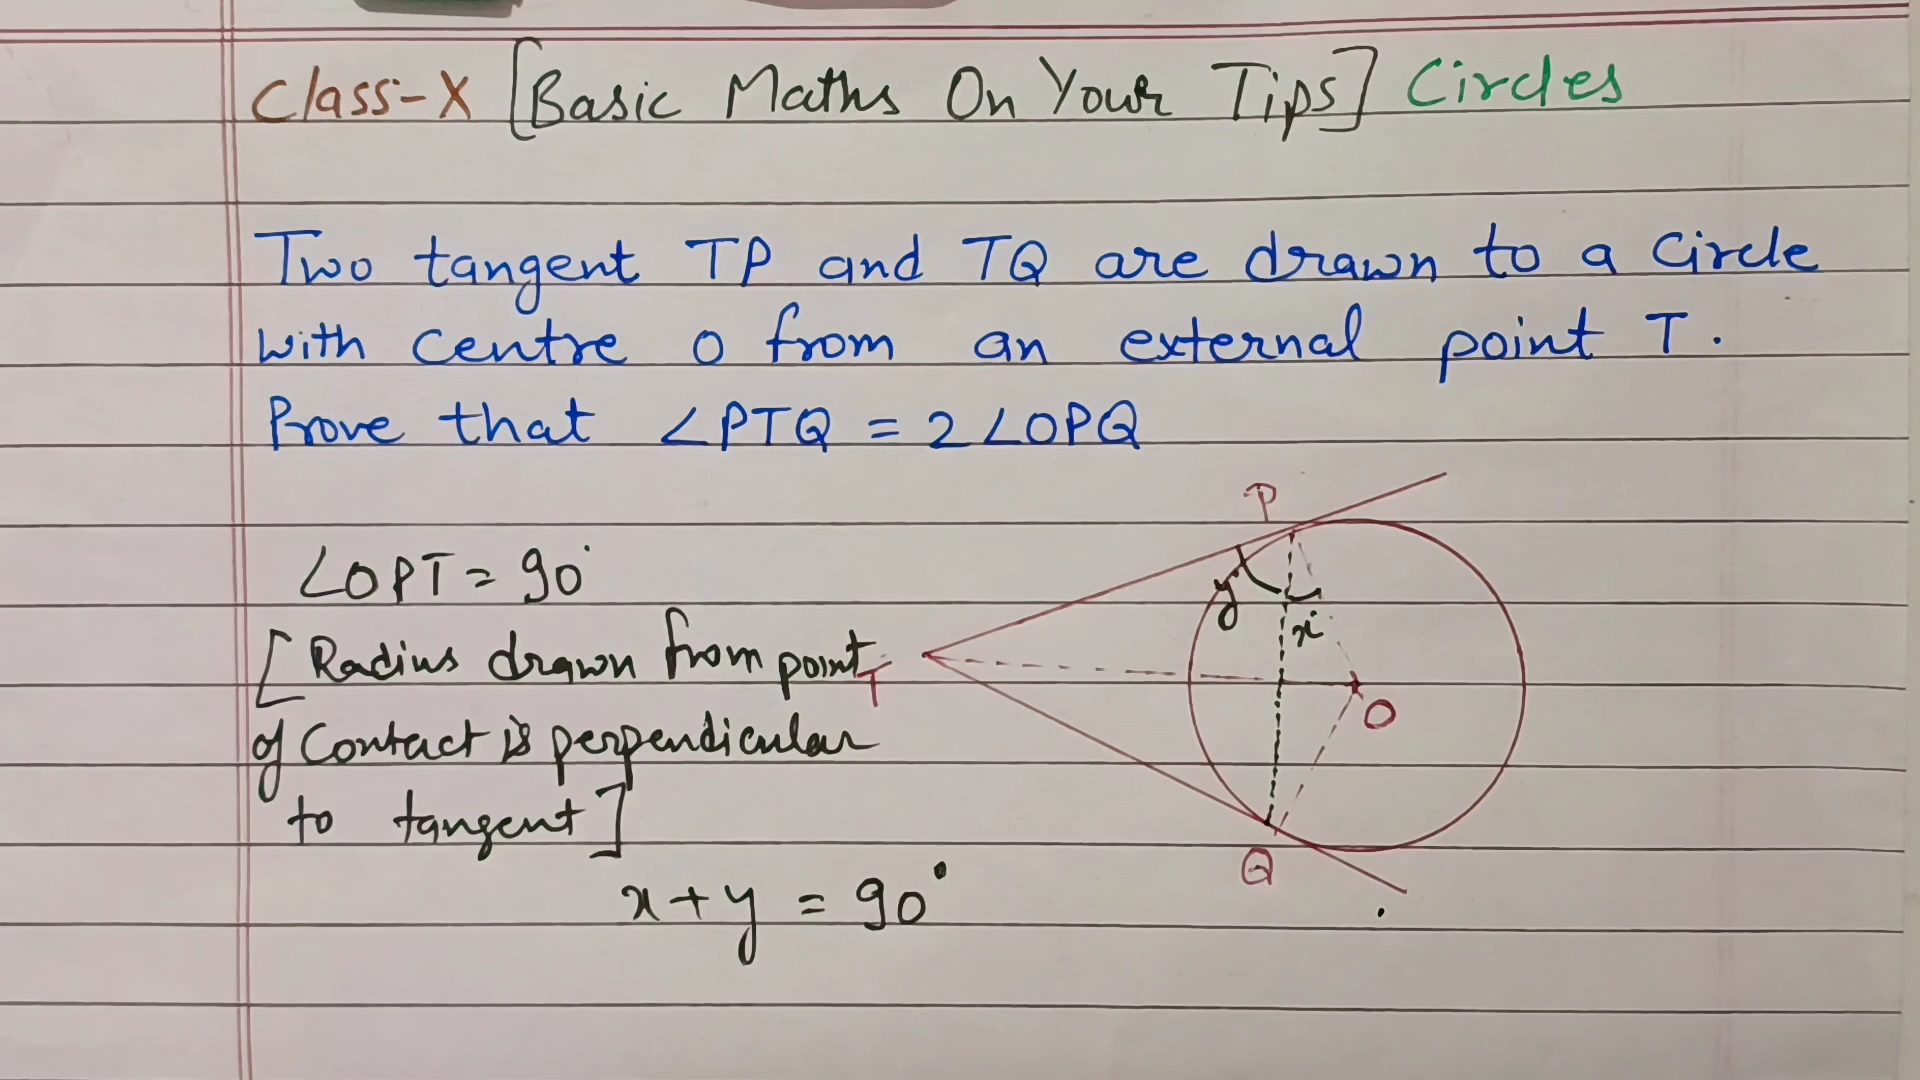 Class-X [Basic Maths On Your Tips] Circles
Two tangent TP and TQ are drawn to a Circle
with centre O from an external point T.
Prove that ∠PTQ = 2∠OPQ
∠OPT = 90°
[Radius drawn from point
of Contact is perpendicular
to tangent]
x+y = 90°
P
y
x
T
O
Q